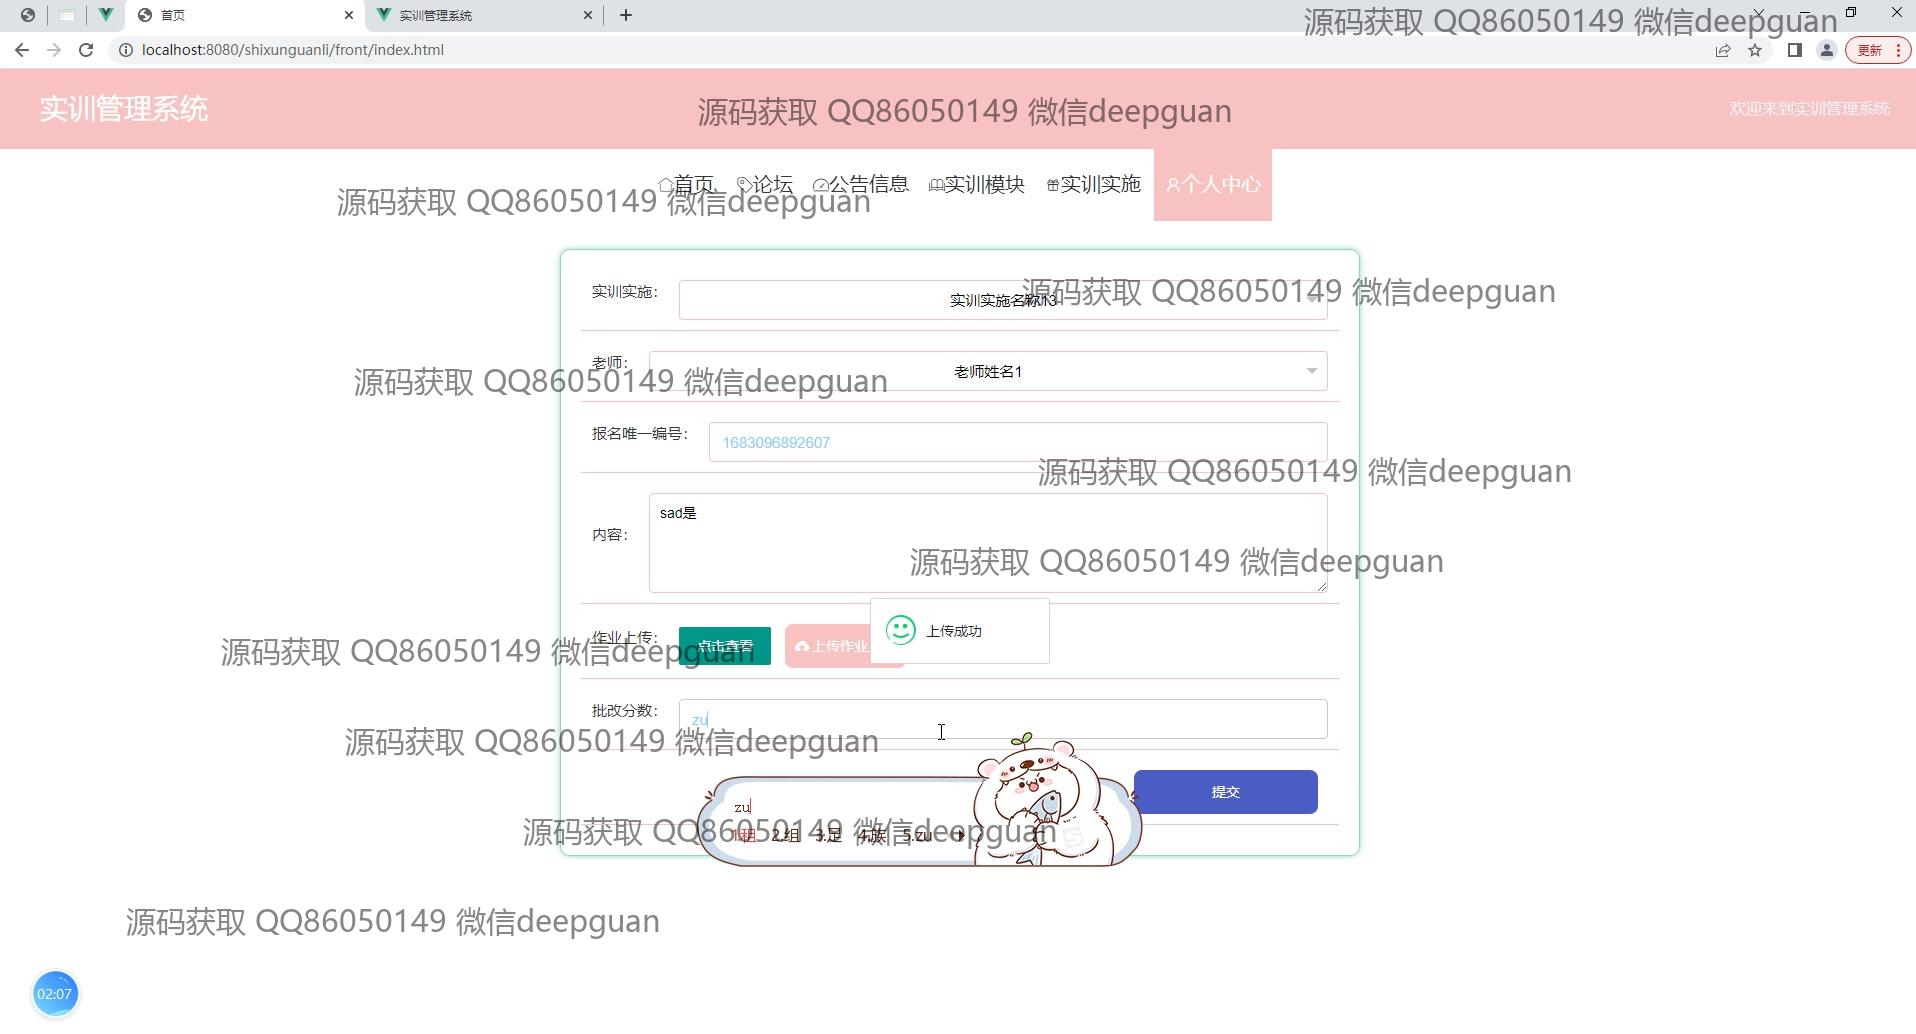 首页
实训管理系统
源码获取 QQ86050149 微信deepguan
localhost:8080/shixunguanli/front/index.html
更新
实训管理系统
源码获取 QQ86050149 微信deepguan
欢迎来到实训管理系统
首页
论坛
公告信息
实训模块
实训实施
个人中心
源码获取 QQ86050149 微信deepguan
实训实施：
实训实施名称13
源码获取 QQ86050149 微信deepguan
老师：
老师姓名1
源码获取 QQ86050149 微信deepguan
报名唯一编号：
1683096892607
源码获取 QQ86050149 微信deepguan
内容：
sad是
源码获取 QQ86050149 微信deepguan
作业上传：
点击查看
上传作业
上传成功
源码获取 QQ86050149 微信deepguan
批改分数：
zu
源码获取 QQ86050149 微信deepguan
提交
zu
1.租 2.组 3.足 4.族 5.zu
源码获取 QQ86050149 微信deepguan
源码获取 QQ86050149 微信deepguan
02:07